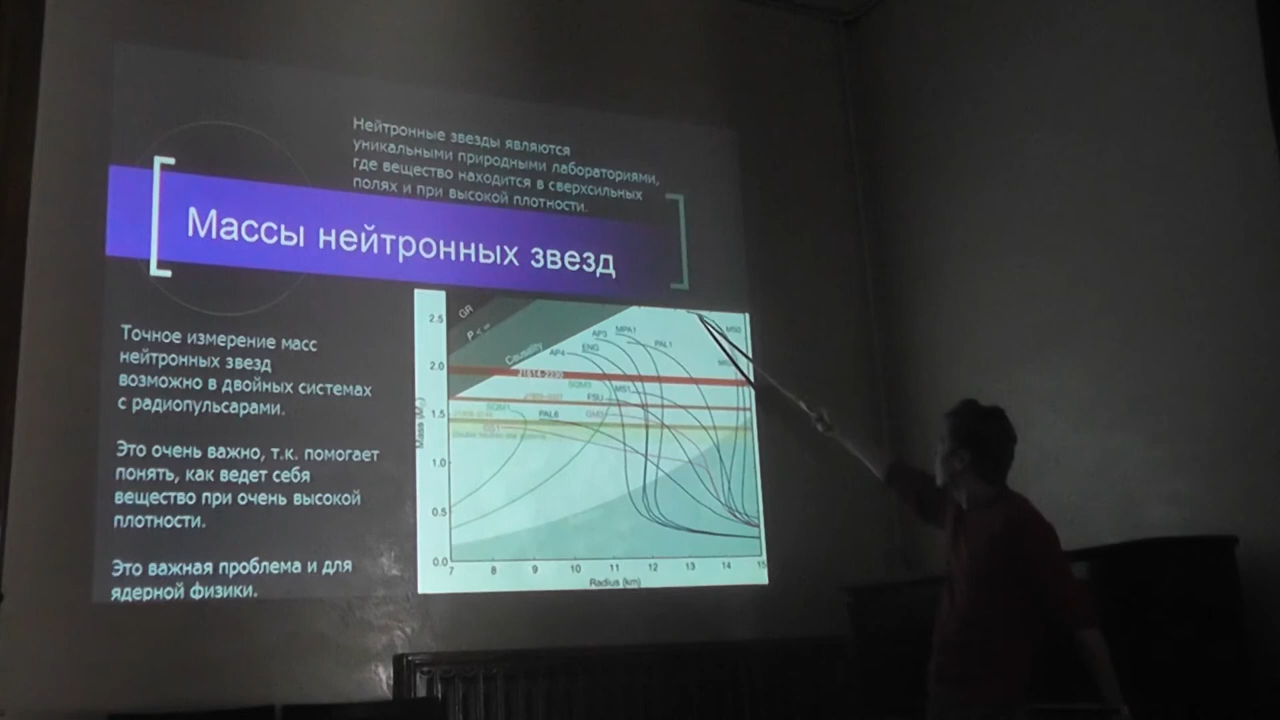 Нейтронные звезды являются
уникальными природными лабораториями,
где вещество находится в сверхсильных
полях и при высокой плотности.
Массы нейтронных звезд
Точное измерение масс
нейтронных звезд
возможно в двойных системах
с радиопульсарами.
Это очень важно, т.к. помогает
понять, как ведет себя
вещество при очень высокой
плотности.
Это важная проблема и для
ядерной физики.
GR
P < ∞
Causality
AP4
ENG
AP3
MPA1
PAL1
MS0
J1614-2230
SQM3
MS1
FSU
SQM1
PAL6
GM3
GS1
2.5
2.0
1.5
1.0
0.5
0.0
7 8 9 10 11 12 13 14 15
Radius (km)